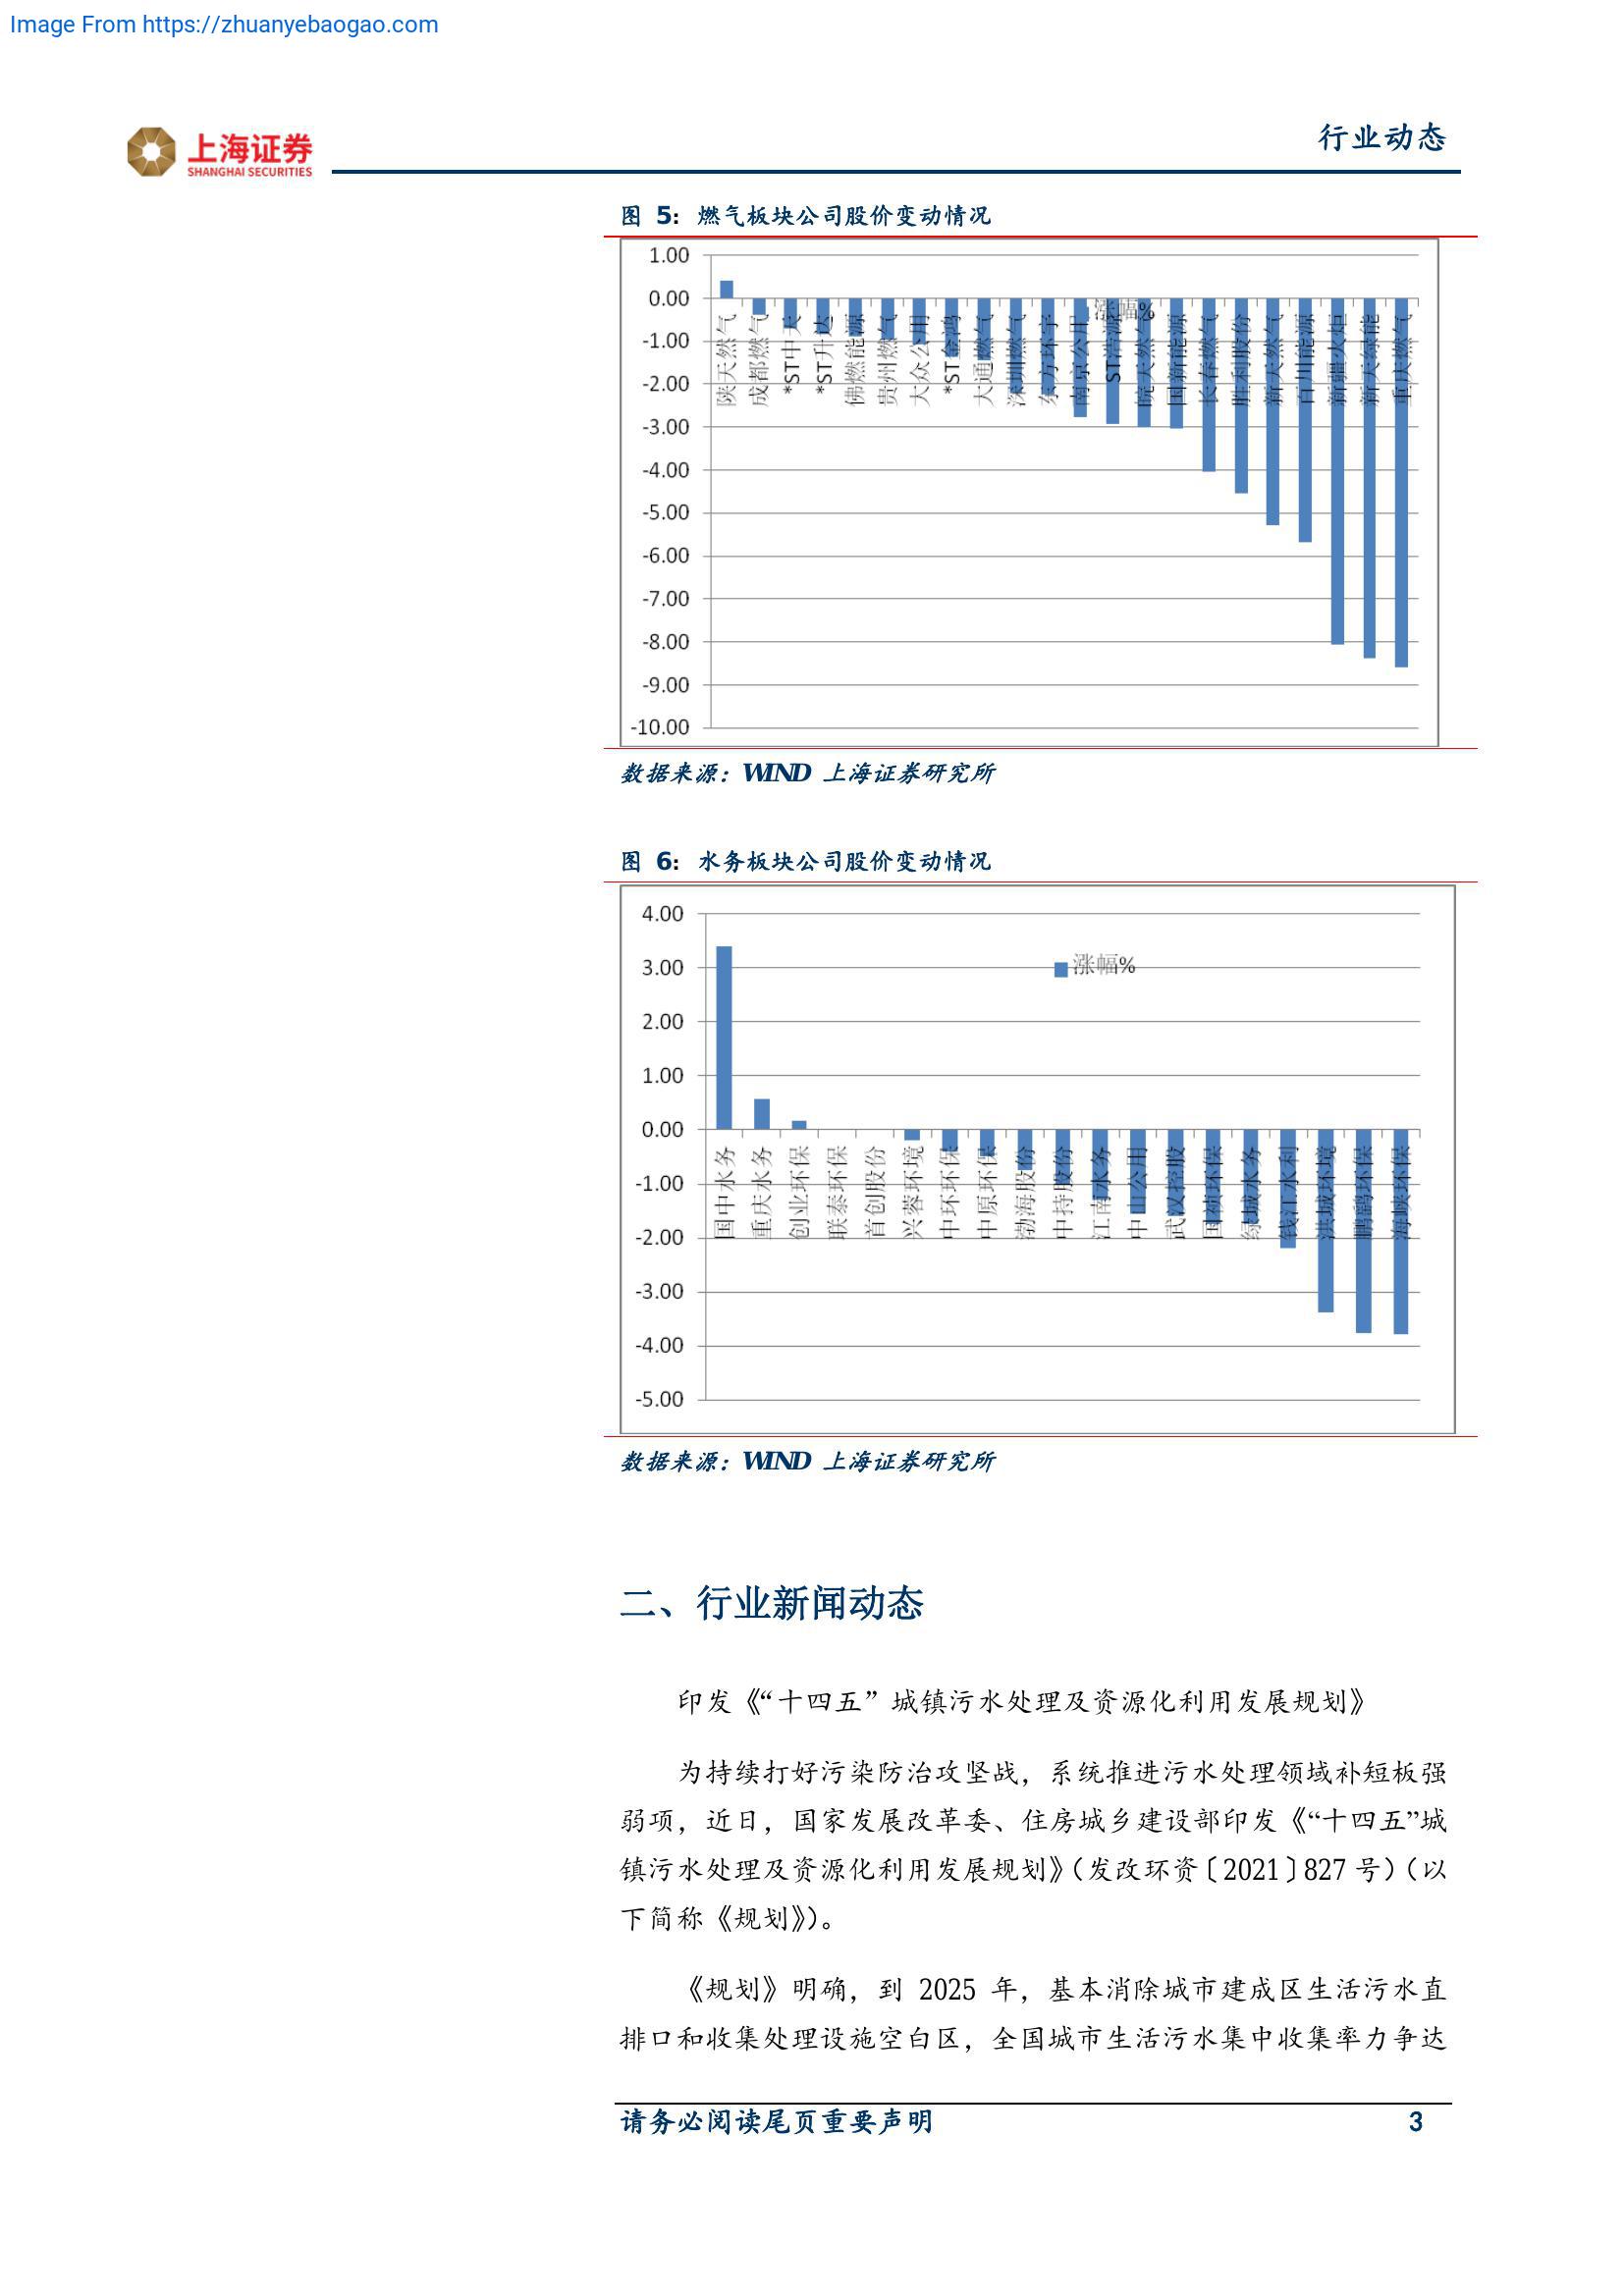 Image From https://zhuanyebaogao.com
上海证券
SHANGHAI SECURITIES
行业动态
图 5: 燃气板块公司股价变动情况
1.00
0.00
-1.00
-2.00
-3.00
-4.00
-5.00
-6.00
-7.00
-8.00
-9.00
-10.00
涨幅%
陕天然气
成都燃气
*ST中天
*ST升达
佛燃能源
贵州燃气
大众公用
*ST金鸿
大通燃气
深圳燃气
东方环宇
南京公用
ST浩源
皖天然气
国新能源
长春燃气
胜利股份
新天然气
百川能源
新疆火炬
新天绿能
重庆燃气
数据来源: WIND 上海证券研究所
图 6: 水务板块公司股价变动情况
4.00
3.00
2.00
1.00
0.00
-1.00
-2.00
-3.00
-4.00
-5.00
涨幅%
国中水务
重庆水务
创业环保
联泰环保
首创股份
兴蓉环境
中环环保
中原环保
渤海股份
中持股份
江南水务
中山公用
武汉控股
国祯环保
绿城水务
钱江水利
洪城环境
鹏鹞环保
海峡环保
数据来源: WIND 上海证券研究所
二、行业新闻动态
印发《“十四五”城镇污水处理及资源化利用发展规划》
为持续打好污染防治攻坚战，系统推进污水处理领域补短板强
弱项，近日，国家发展改革委、住房城乡建设部印发《“十四五”城
镇污水处理及资源化利用发展规划》（发改环资〔2021〕827 号）（以
下简称《规划》）。
《规划》明确，到 2025 年，基本消除城市建成区生活污水直
排口和收集处理设施空白区，全国城市生活污水集中收集率力争达
请务必阅读尾页重要声明
3